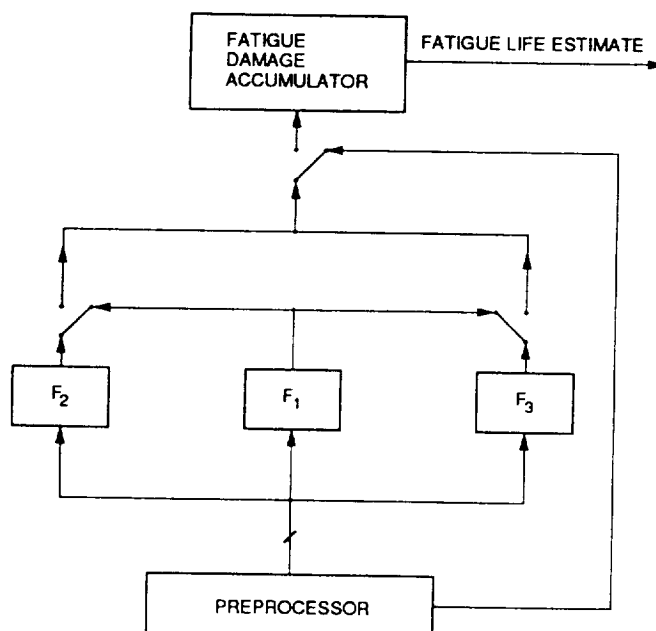 FATIGUE
DAMAGE
ACCUMULATOR
FATIGUE LIFE ESTIMATE
F2
F1
F3
PREPROCESSOR